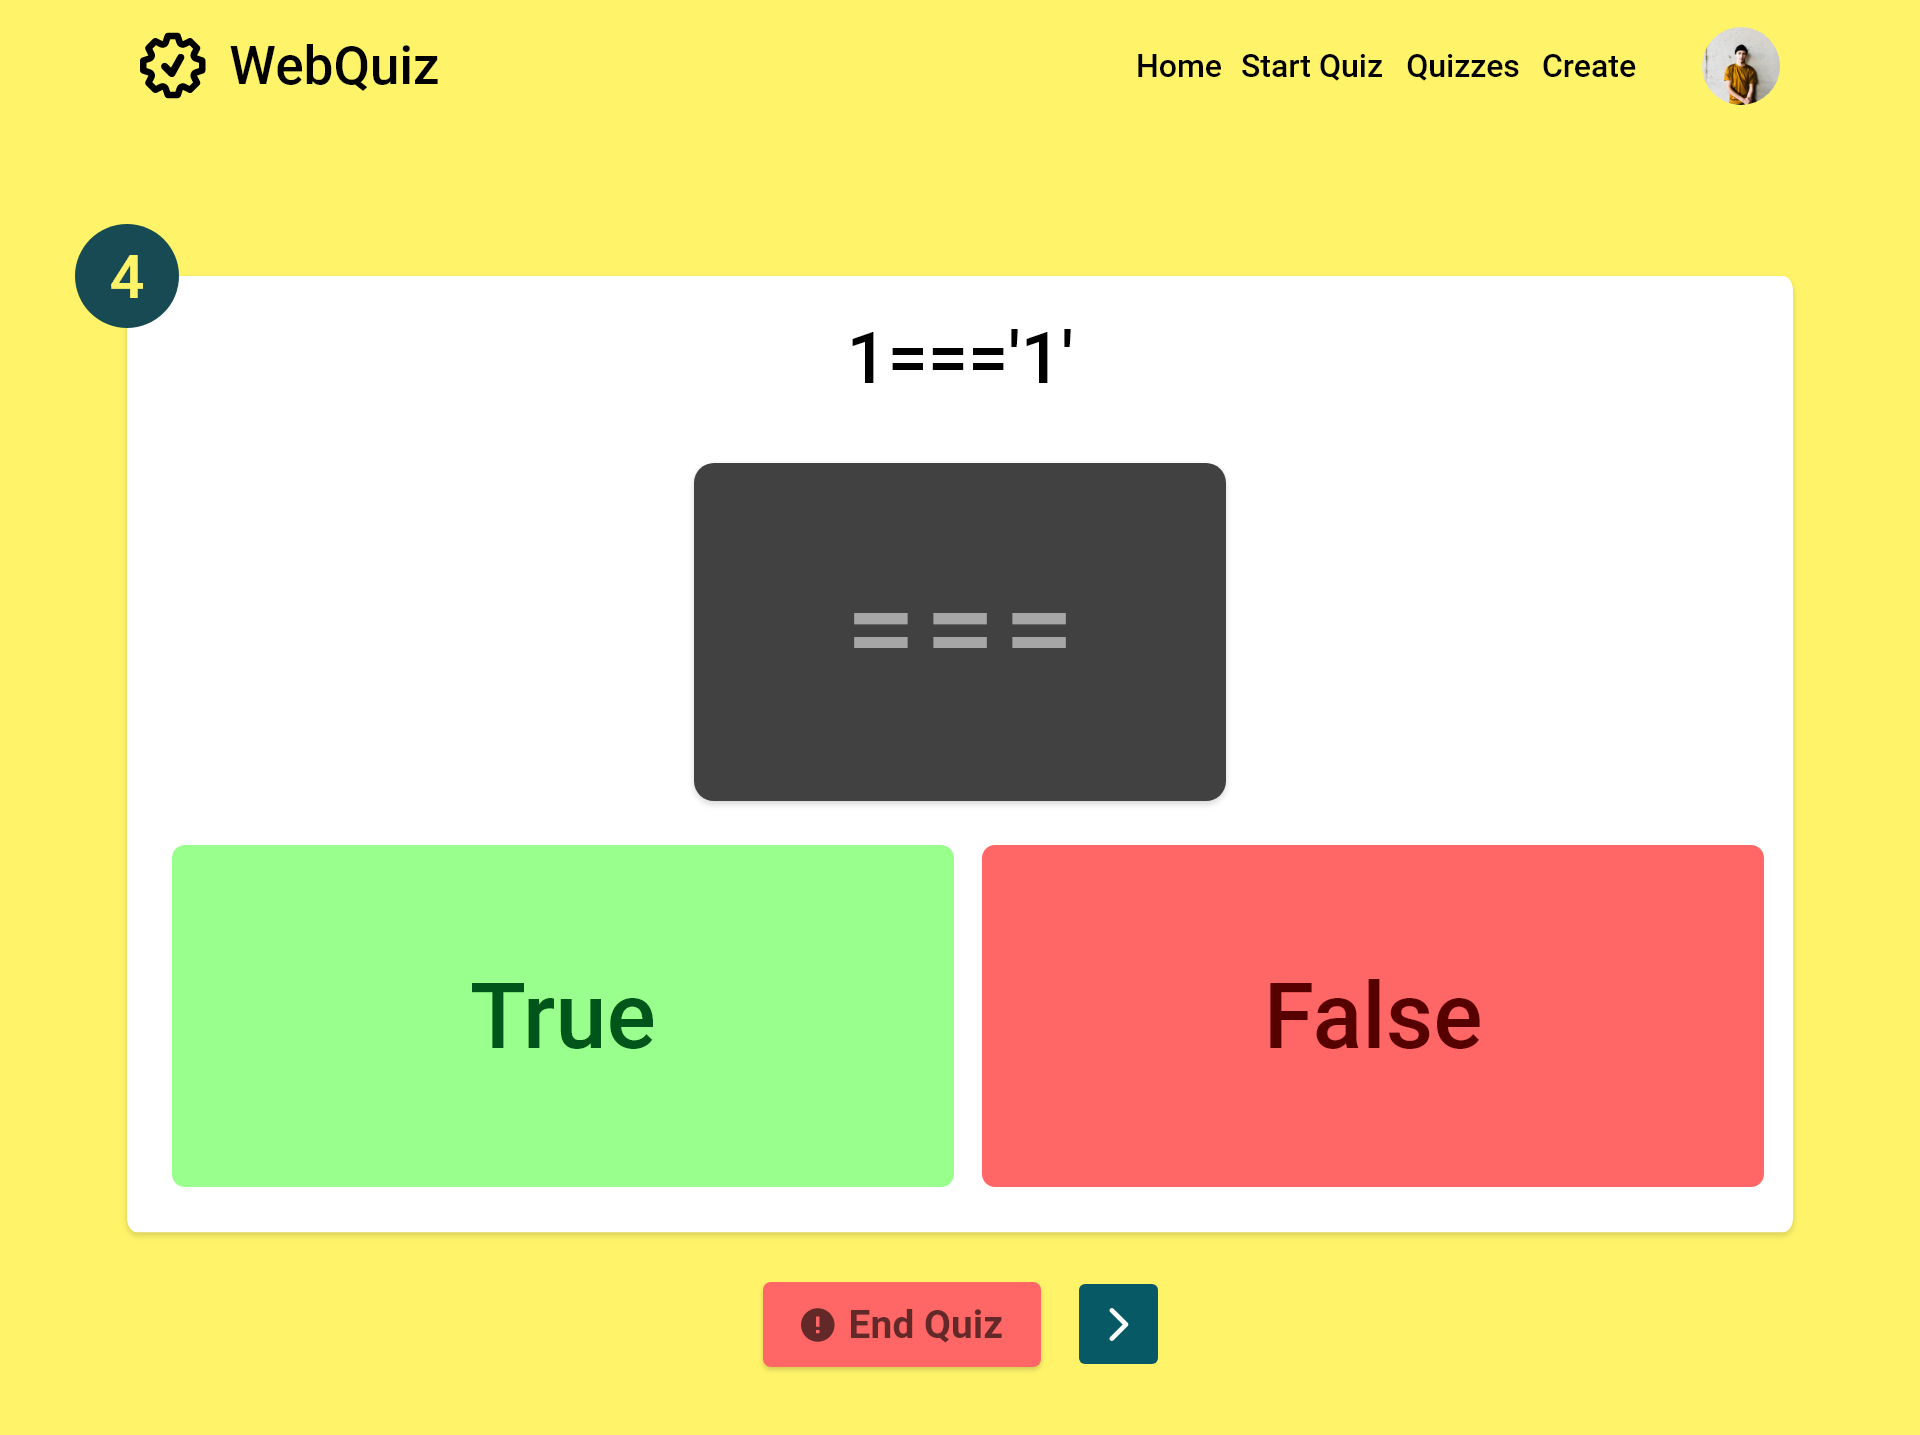 WebQuiz
Home Start Quiz Quizzes Create
4
1==='1'
===
True
False
End Quiz